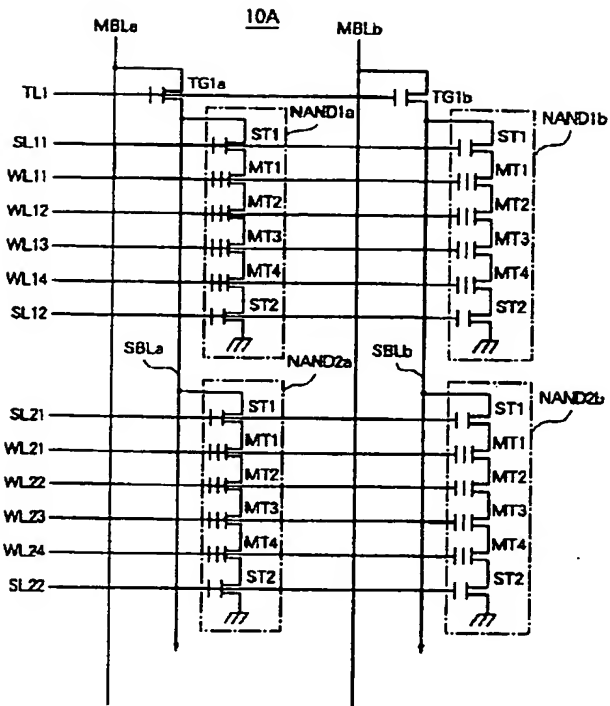 10A
MBLa MBLb
TL1 TG1a TG1b
NAND1a NAND1b
SL11 ST1 ST1
WL11 MT1 MT1
WL12 MT2 MT2
WL13 MT3 MT3
WL14 MT4 MT4
SL12 ST2 ST2
SBLa NAND2a SBLb NAND2b
SL21 ST1 ST1
WL21 MT1 MT1
WL22 MT2 MT2
WL23 MT3 MT3
WL24 MT4 MT4
SL22 ST2 ST2